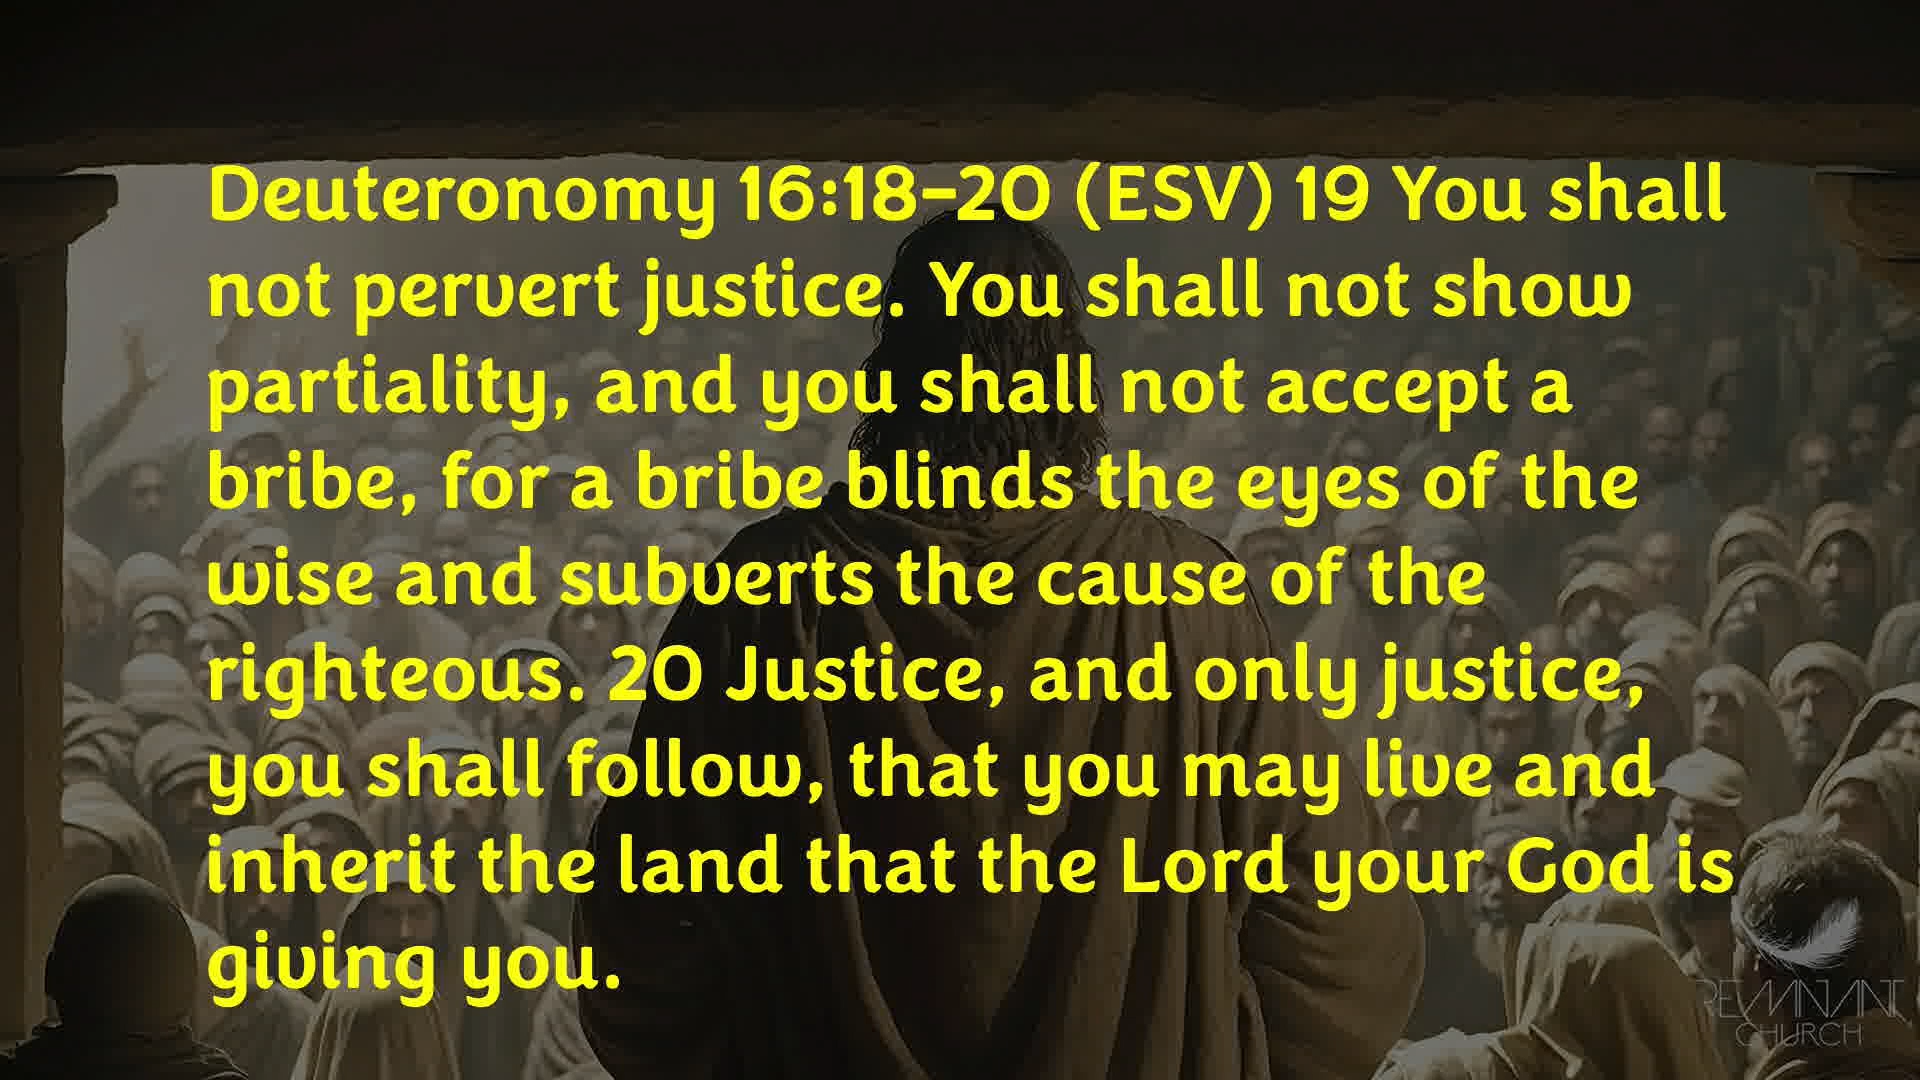 Deuteronomy 16:18-20 (ESV) 19 You shall
not pervert justice. You shall not show
partiality, and you shall not accept a
bribe, for a bribe blinds the eyes of the
wise and subverts the cause of the
righteous. 20 Justice, and only justice,
you shall follow, that you may live and
inherit the land that the Lord your God is
giving you.
REMNANT
CHURCH